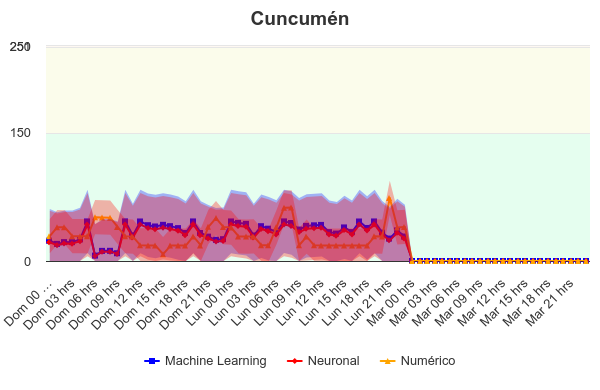 Cuncumén
250
150
0
Dom 00 ...
Dom 03 hrs
Dom 06 hrs
Dom 09 hrs
Dom 12 hrs
Dom 15 hrs
Dom 18 hrs
Dom 21 hrs
Lun 00 hrs
Lun 03 hrs
Lun 06 hrs
Lun 09 hrs
Lun 12 hrs
Lun 15 hrs
Lun 18 hrs
Lun 21 hrs
Mar 00 hrs
Mar 03 hrs
Mar 06 hrs
Mar 09 hrs
Mar 12 hrs
Mar 15 hrs
Mar 18 hrs
Mar 21 hrs
Machine Learning Neuronal Numérico